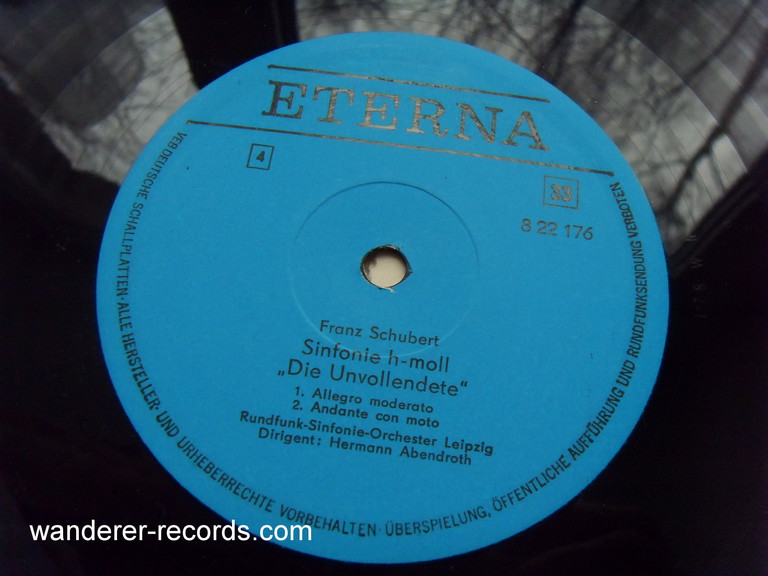 ETERNA
4
33
8 22 176
Franz Schubert
Sinfonie h-moll
„Die Unvollendete“
1. Allegro moderato
2. Andante con moto
Rundfunk-Sinfonie-Orchester Leipzig
Dirigent: Hermann Abendroth
VEB DEUTSCHE SCHALLPLATTEN · ALLE HERSTELLER- UND URHEBERRECHTE VORBEHALTEN · ÜBERSPIELUNG, ÖFFENTLICHE AUFFÜHRUNG UND RUNDFUNKSENDUNG VERBOTEN
wanderer-records.com